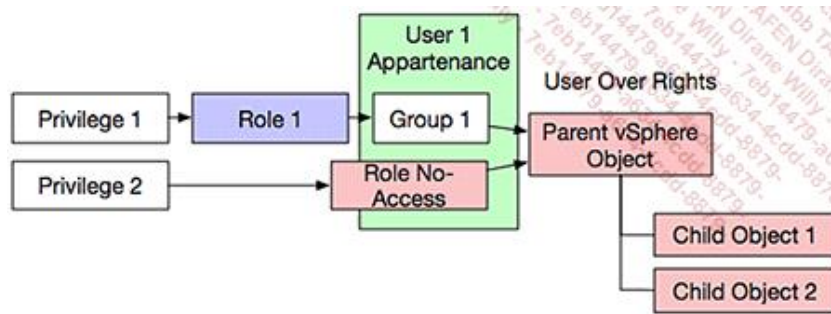 User 1
Appartenance
User Over Rights
Privilege 1
Role 1
Group 1
Parent vSphere
Object
Privilege 2
Role No-
Access
Child Object 1
Child Object 2